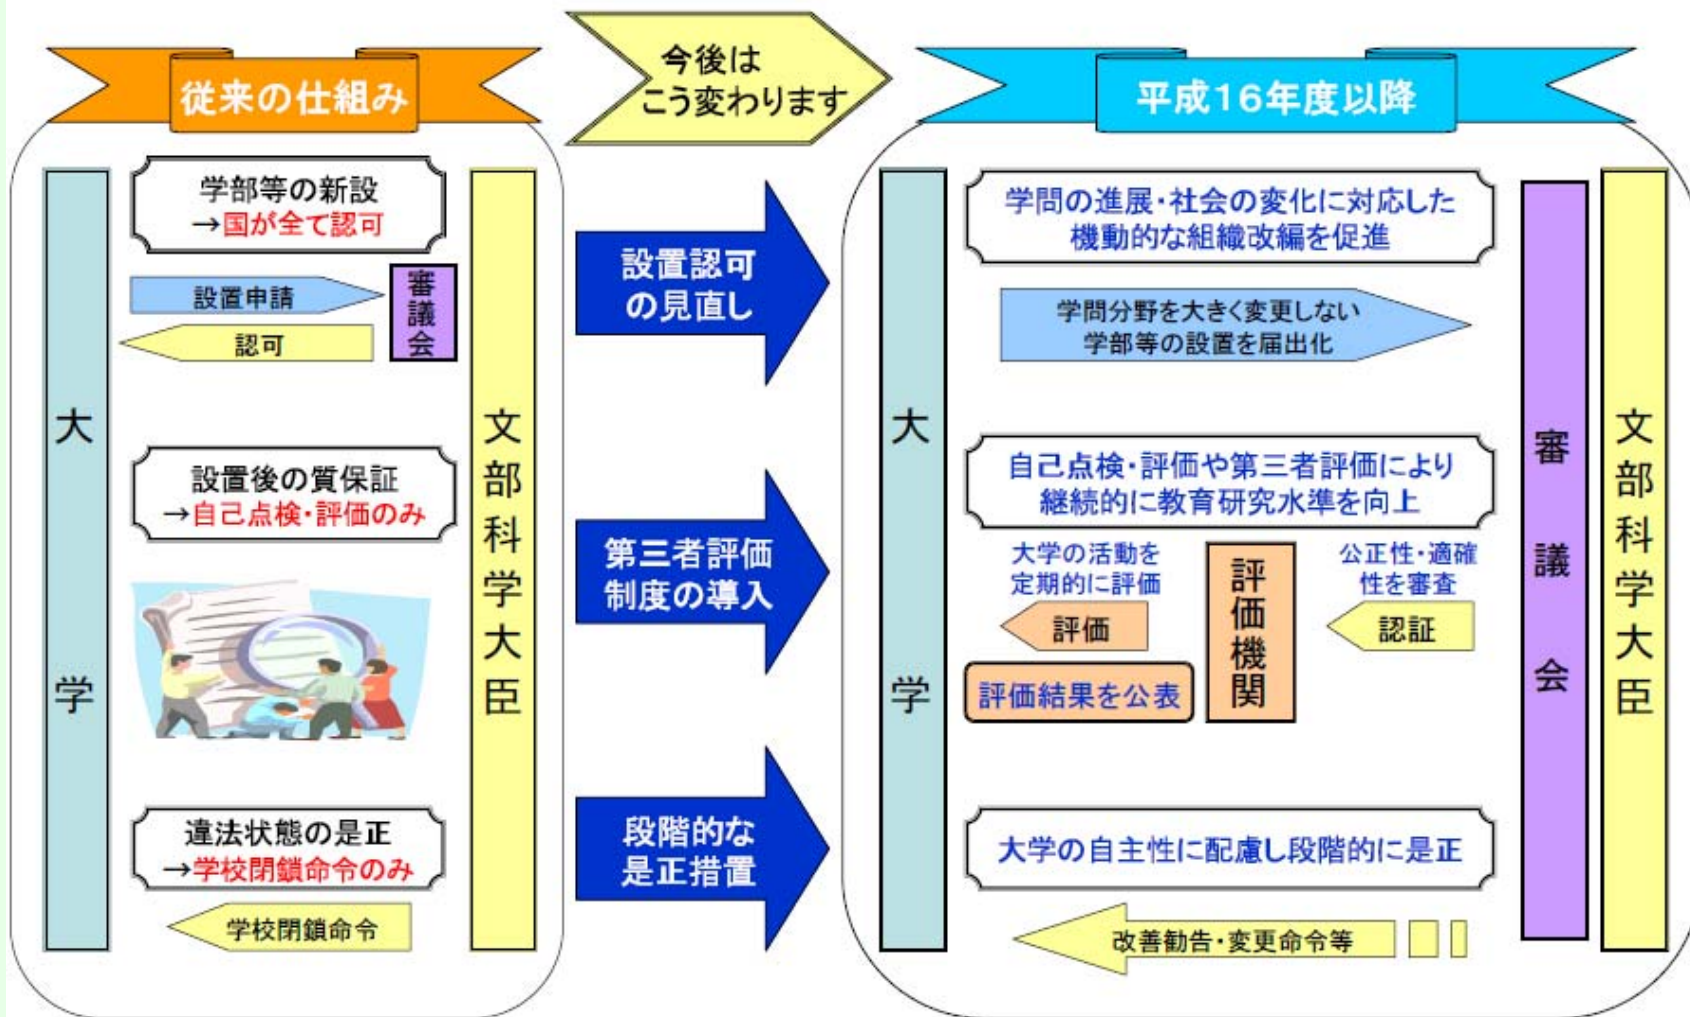 従来の仕組み
今後は
こう変わります
平成16年度以降
大学
学部等の新設
→国が全て認可
設置申請
認可
審議会
設置後の質保証
→自己点検・評価のみ
違法状態の是正
→学校閉鎖命令のみ
学校閉鎖命令
文部科学大臣
設置認可
の見直し
第三者評価
制度の導入
段階的な
是正措置
大学
学問の進展・社会の変化に対応した
機動的な組織改編を促進
学問分野を大きく変更しない
学部等の設置を届出化
自己点検・評価や第三者評価により
継続的に教育研究水準を向上
大学の活動を
定期的に評価
評価
評価結果を公表
評価機関
公正性・適確
性を審査
認証
大学の自主性に配慮し段階的に是正
改善勧告・変更命令等
審議会
文部科学大臣